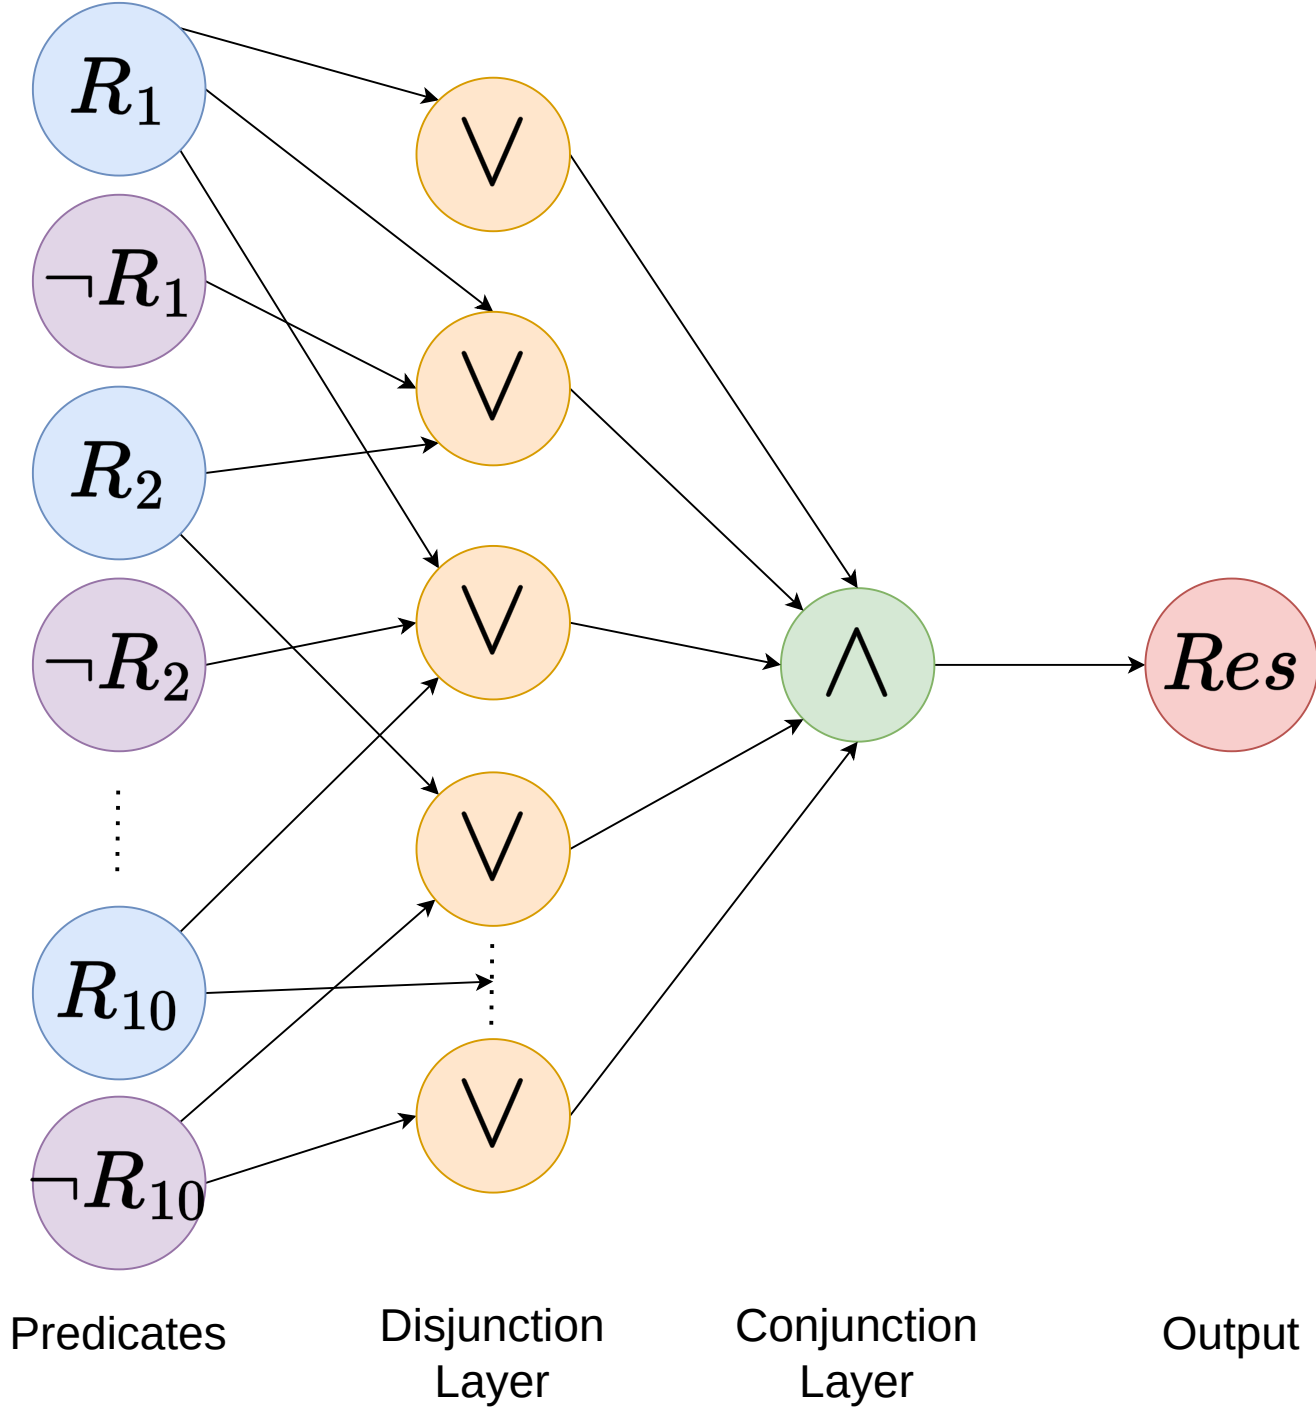 R₁
¬R₁
R₂
¬R₂
R₁₀
¬R₁₀
∨
∨
∨
∨
∨
∧
Res
Predicates
Disjunction
Layer
Conjunction
Layer
Output